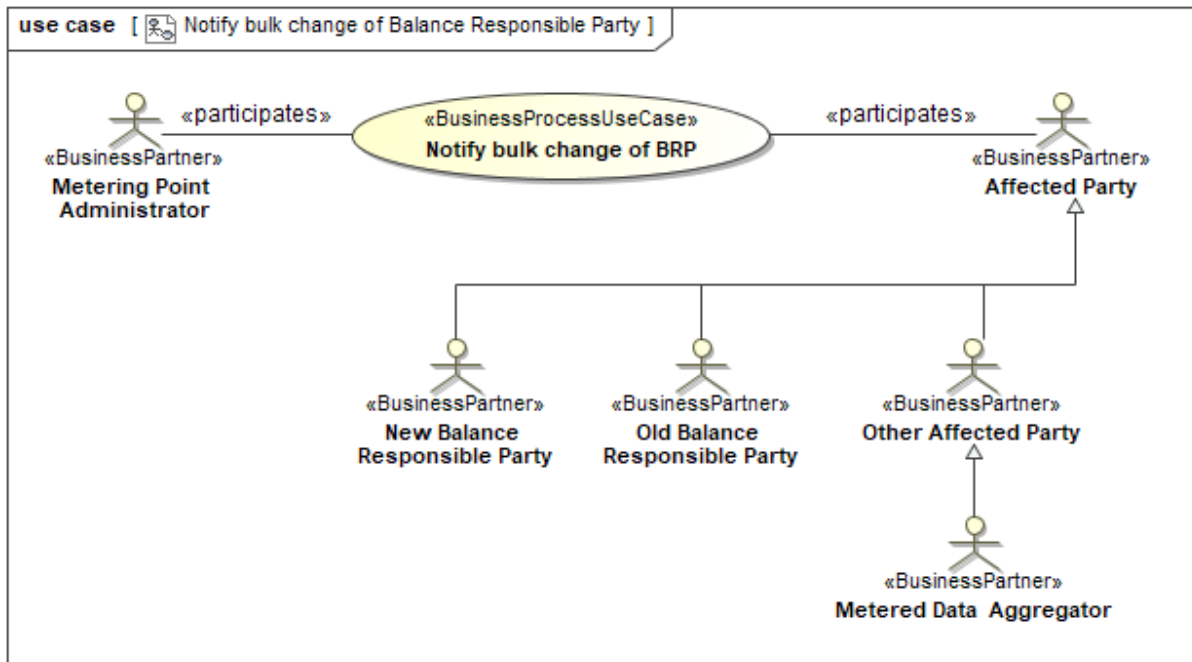 use case [ Notify bulk change of Balance Responsible Party ]
«participates»
«BusinessProcessUseCase»
Notify bulk change of BRP
«participates»
«BusinessPartner»
Metering Point
Administrator
«BusinessPartner»
Affected Party
«BusinessPartner»
New Balance
Responsible Party
«BusinessPartner»
Old Balance
Responsible Party
«BusinessPartner»
Other Affected Party
«BusinessPartner»
Metered Data Aggregator